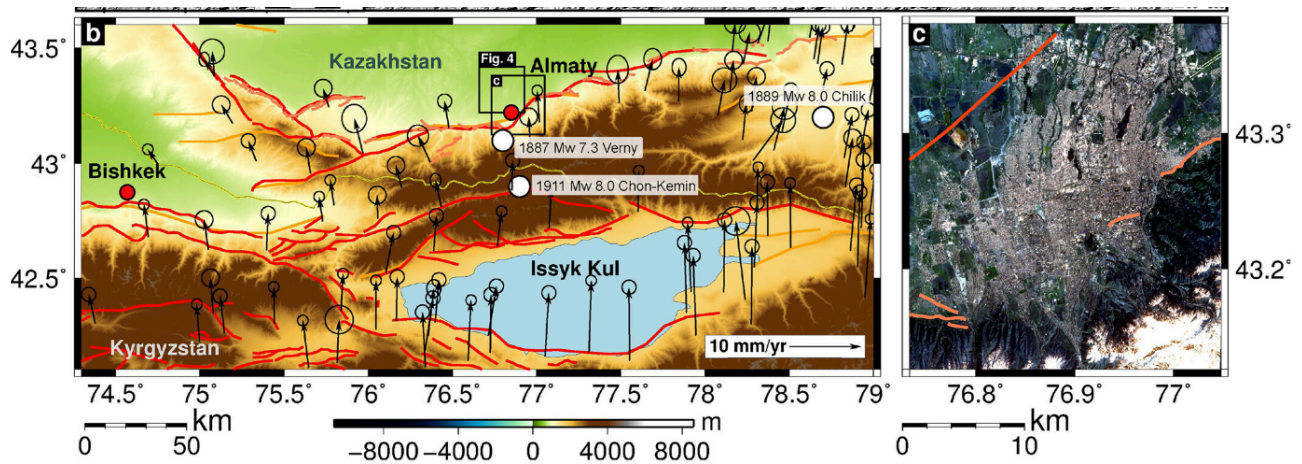 b
c
43.5°
Kazakhstan
Fig. 4
c
Almaty
1889 Mw 8.0 Chilik
43.3°
43°
1887 Mw 7.3 Verny
Bishkek
1911 Mw 8.0 Chon-Kemin
42.5°
Issyk Kul
43.2°
Kyrgyzstan
10 mm/yr
74.5° 75° 75.5° 76° 76.5° 77° 77.5° 78° 78.5° 79
76.8° 76.9° 77°
km
0 50
m
−8000 −4000 0 4000 8000
km
0 10